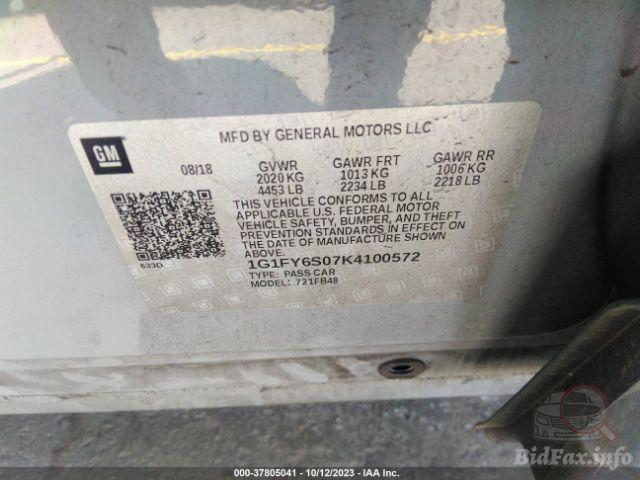 GM
MFD BY GENERAL MOTORS LLC
08/18 GVWR GAWR FRT GAWR RR
2020 KG 1013 KG 1006 KG
4453 LB 2234 LB 2218 LB
THIS VEHICLE CONFORMS TO ALL
APPLICABLE U.S. FEDERAL MOTOR
VEHICLE SAFETY, BUMPER, AND THEFT
PREVENTION STANDARDS IN EFFECT ON
THE DATE OF MANUFACTURE SHOWN
ABOVE.
633D
1G1FY6S07K4100572
TYPE: PASS CAR
MODEL: 721FB48
BidFax.info
000-37805041 - 10/12/2023 - IAA Inc.